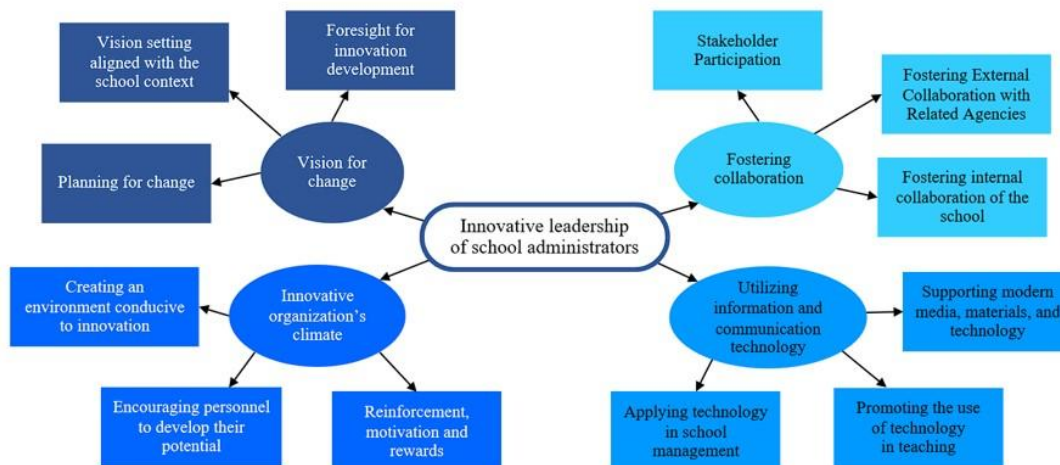 Vision setting
aligned with the
school context
Foresight for
innovation
development
Planning for change
Vision for
change
Stakeholder
Participation
Fostering External
Collaboration with
Related Agencies
Fostering
collaboration
Fostering internal
collaboration of the
school
Innovative leadership
of school administrators
Creating an
environment conducive
to innovation
Innovative
organization's
climate
Encouraging personnel
to develop their
potential
Reinforcement,
motivation and
rewards
Utilizing
information and
communication
technology
Supporting modern
media, materials, and
technology
Applying technology
in school
management
Promoting the use
of technology
in teaching